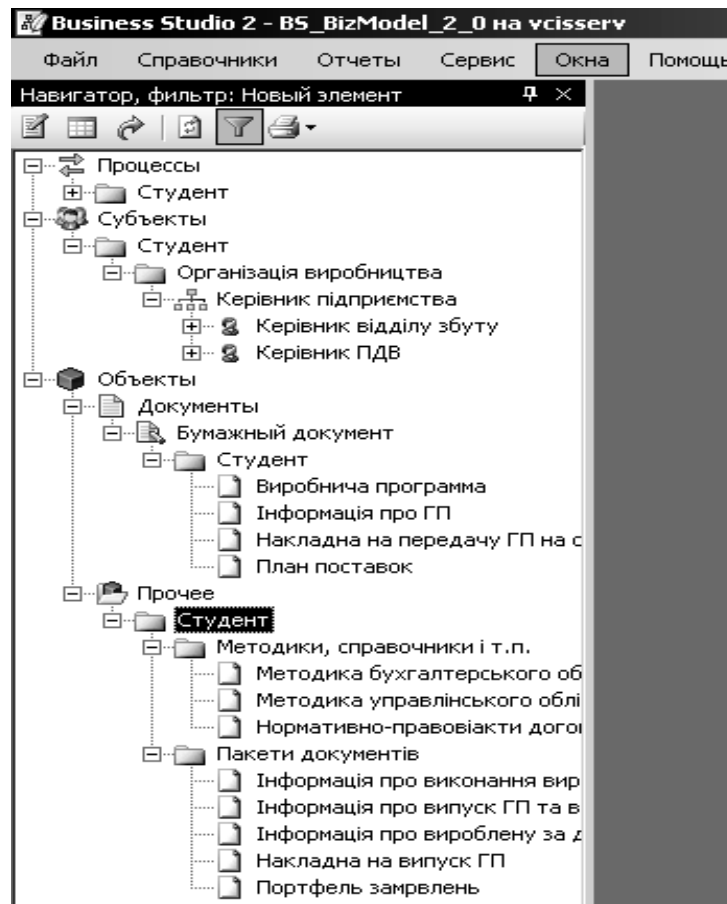 Business Studio 2 - BS_BizModel_2_0 на vcisserv
Файл Справочники Отчеты Сервис Окна Помощь
Навигатор, фильтр: Новый элемент
Процессы
Студент
Субъекты
Студент
Організація виробництва
Керівник підприємства
Керівник відділу збуту
Керівник ПДВ
Объекты
Документы
Бумажный документ
Студент
Виробнича программа
Інформація про ГП
Накладна на передачу ГП на с
План поставок
Прочее
Студент
Методики, справочники і т.п.
Методика бухгалтерського об
Методика управлінського облі
Нормативно-правовіакти догог
Пакети документів
Інформація про виконання вир
Інформація про випуск ГП та в
Інформація про вироблену за д
Накладна на випуск ГП
Портфель замрвлень